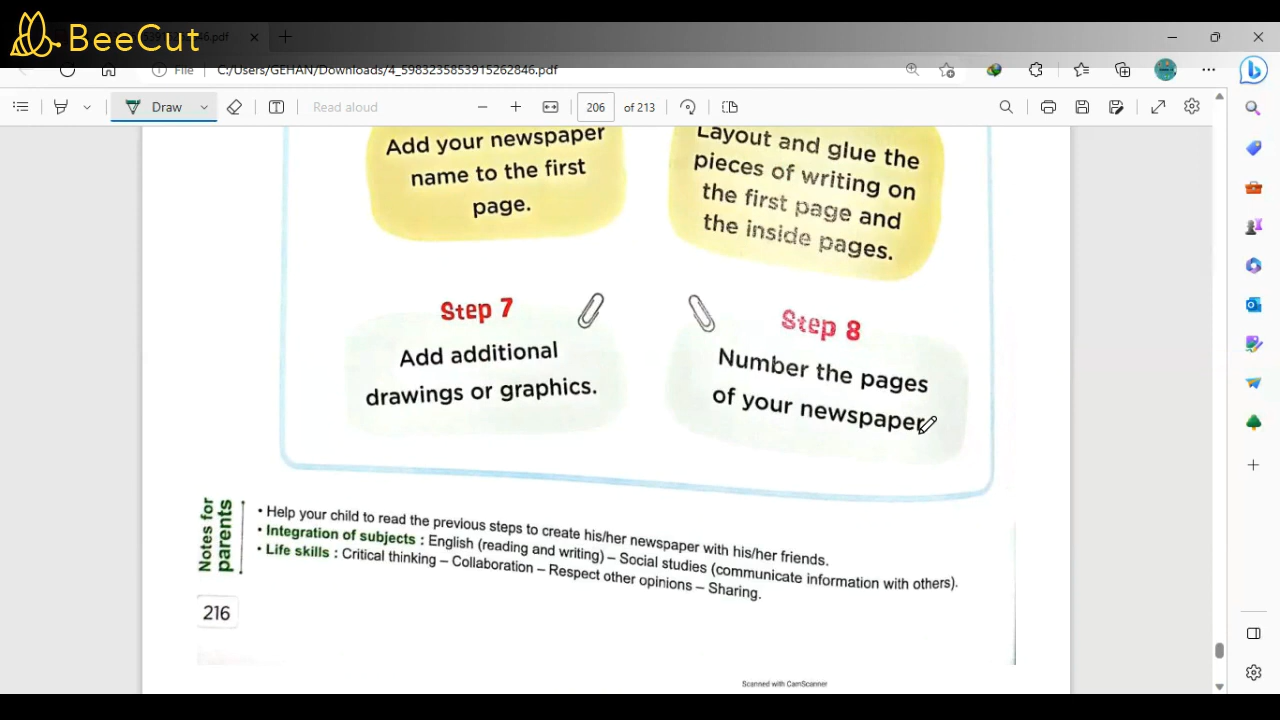 BeeCut
.pdf
File
C:/Users/GEHAN/Downloads/4_5983235853915262846.pdf
Draw
Read aloud
206
of 213
Add your newspaper
name to the first
page.
Layout and glue the
pieces of writing on
the first page and
the inside pages.
Step 7
Add additional
drawings or graphics.
Step 8
Number the pages
of your newspaper
Notes for
parents
• Help your child to read the previous steps to create his/her newspaper with his/her friends.
• Integration of subjects : English (reading and writing) – Social studies (communicate information with others).
• Life skills : Critical thinking – Collaboration – Respect other opinions – Sharing.
216
Scanned with CamScanner